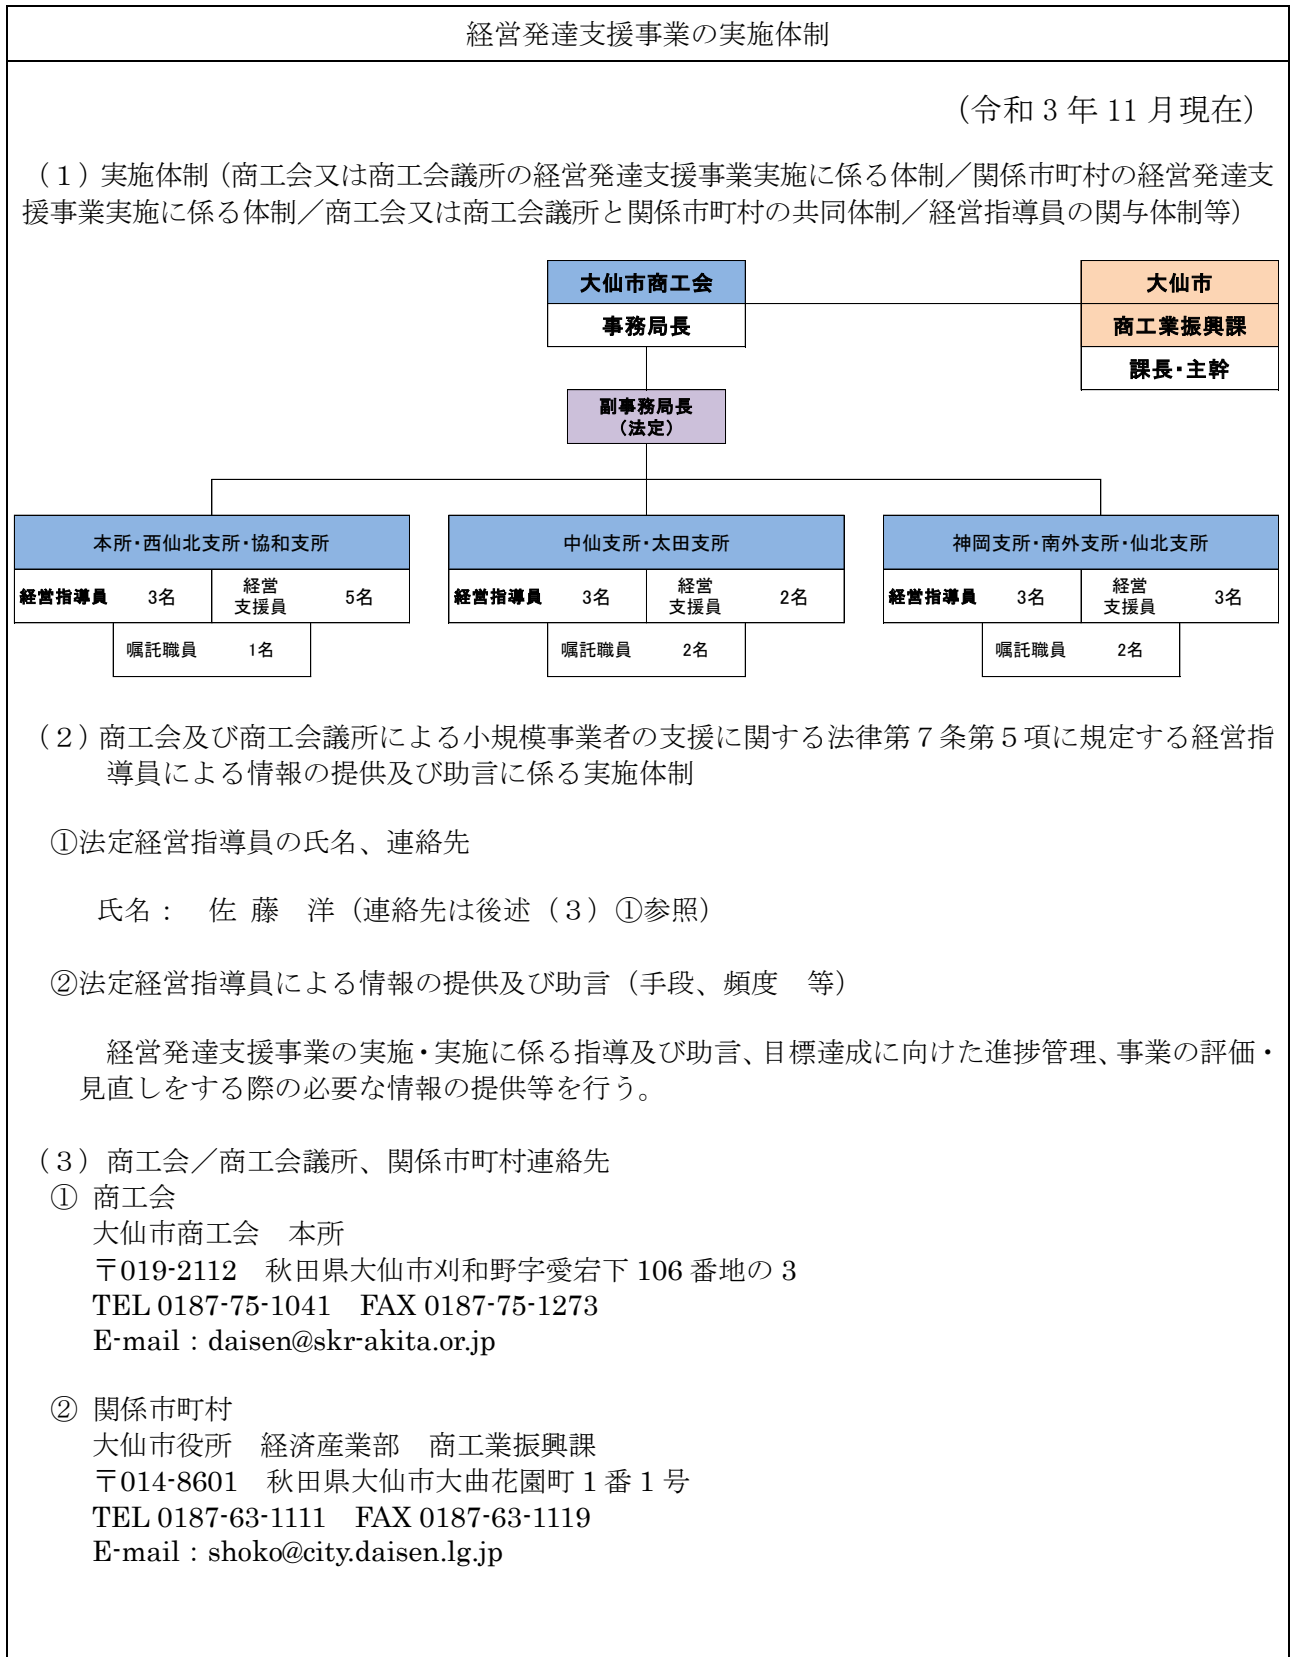 経営発達支援事業の実施体制
（令和 3 年 11 月現在）
（１）実施体制（商工会又は商工会議所の経営発達支援事業実施に係る体制／関係市町村の経営発達支
援事業実施に係る体制／商工会又は商工会議所と関係市町村の共同体制／経営指導員の関与体制等）
大仙市商工会
事務局長
大仙市
商工業振興課
課長・主幹
副事務局長
（法定）
本所・西仙北支所・協和支所
経営指導員 3名 経営支援員 5名
嘱託職員 1名
中仙支所・太田支所
経営指導員 3名 経営支援員 2名
嘱託職員 2名
神岡支所・南外支所・仙北支所
経営指導員 3名 経営支援員 3名
嘱託職員 2名
（２）商工会及び商工会議所による小規模事業者の支援に関する法律第７条第５項に規定する経営指
導員による情報の提供及び助言に係る実施体制
①法定経営指導員の氏名、連絡先
氏名： 佐 藤 洋（連絡先は後述（３）①参照）
②法定経営指導員による情報の提供及び助言（手段、頻度 等）
経営発達支援事業の実施・実施に係る指導及び助言、目標達成に向けた進捗管理、事業の評価・
見直しをする際の必要な情報の提供等を行う。
（３）商工会／商工会議所、関係市町村連絡先
① 商工会
大仙市商工会 本所
〒019-2112 秋田県大仙市刈和野字愛宕下 106 番地の 3
TEL 0187-75-1041 FAX 0187-75-1273
E-mail：daisen@skr-akita.or.jp
② 関係市町村
大仙市役所 経済産業部 商工業振興課
〒014-8601 秋田県大仙市大曲花園町 1 番 1 号
TEL 0187-63-1111 FAX 0187-63-1119
E-mail：shoko@city.daisen.lg.jp